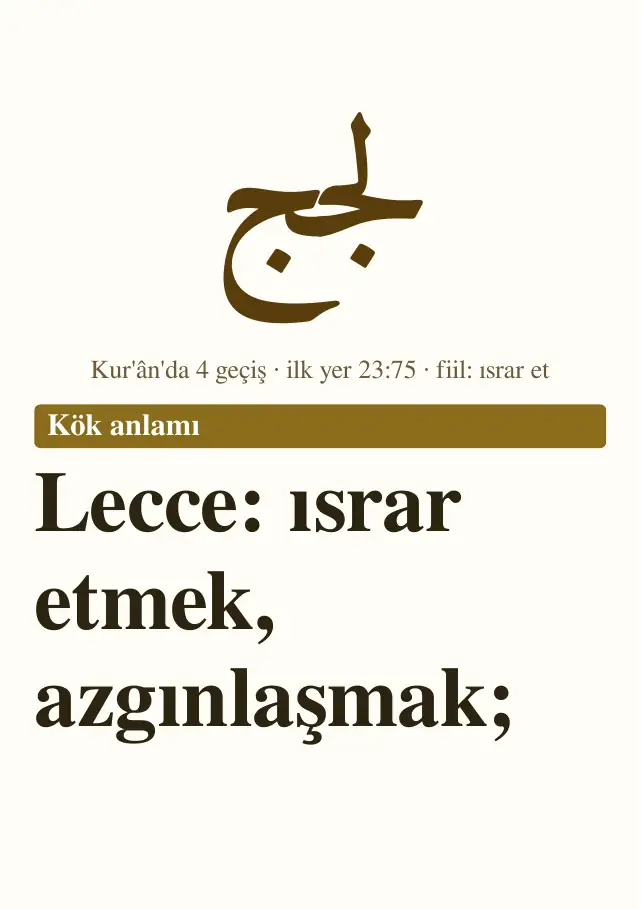 لجج
Kur'ân'da 4 geçiş · ilk yer 23:75 · fiil: ısrar et
Kök anlamı
Lecce: ısrar
etmek,
azgınlaşmak;